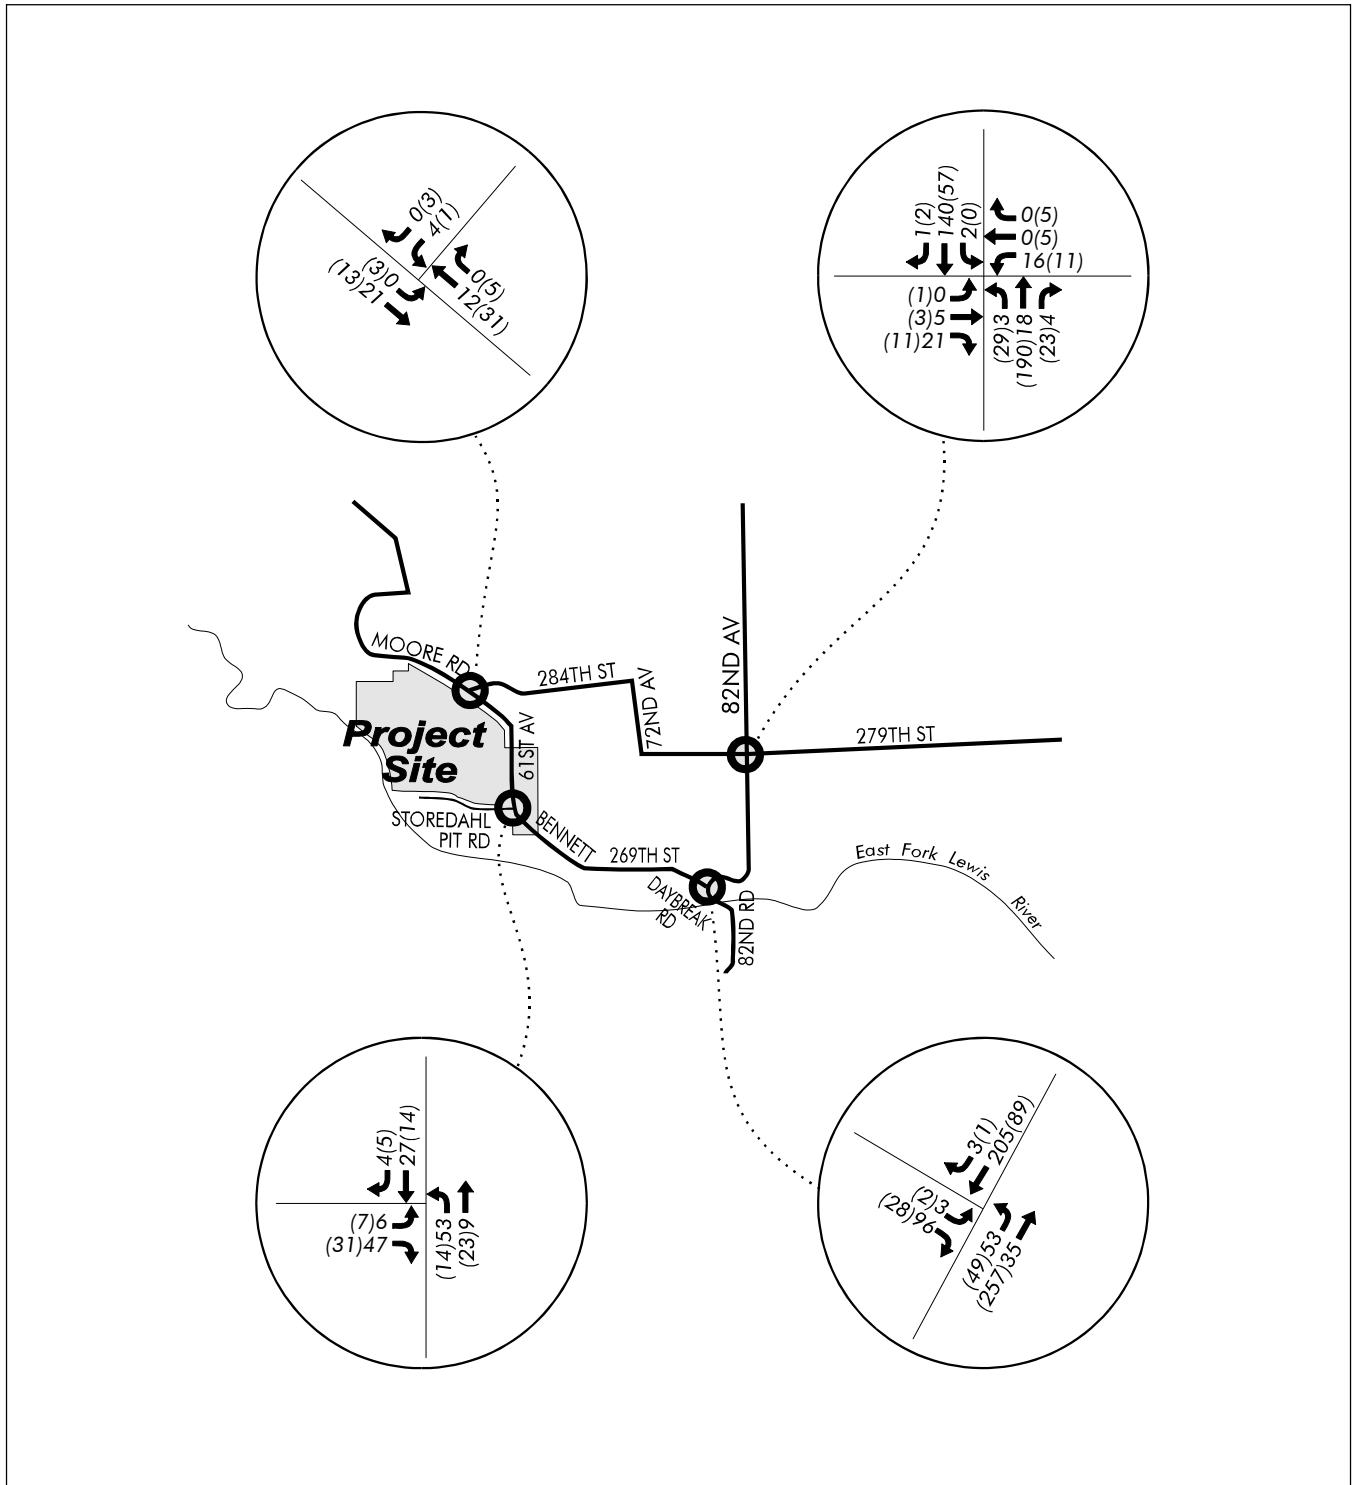 0(3)
4(1)
(3)0
(13)21
0(5)
12(31)
1(2)
140(57)
2(0)
0(5)
0(5)
16(11)
(1)0
(3)5
(11)21
(29)3
(190)18
(23)4
MOORE RD
284TH ST
72ND AV
82ND AV
279TH ST
61ST AV
Project
Site
STOREDAHL
PIT RD
BENNETT
269TH ST
DAYBREAK
RD
82ND RD
East Fork Lewis
River
4(5)
27(14)
(7)6
(31)47
(14)53
(23)9
3(1)
205(89)
(2)3
(28)96
(49)53
(257)35